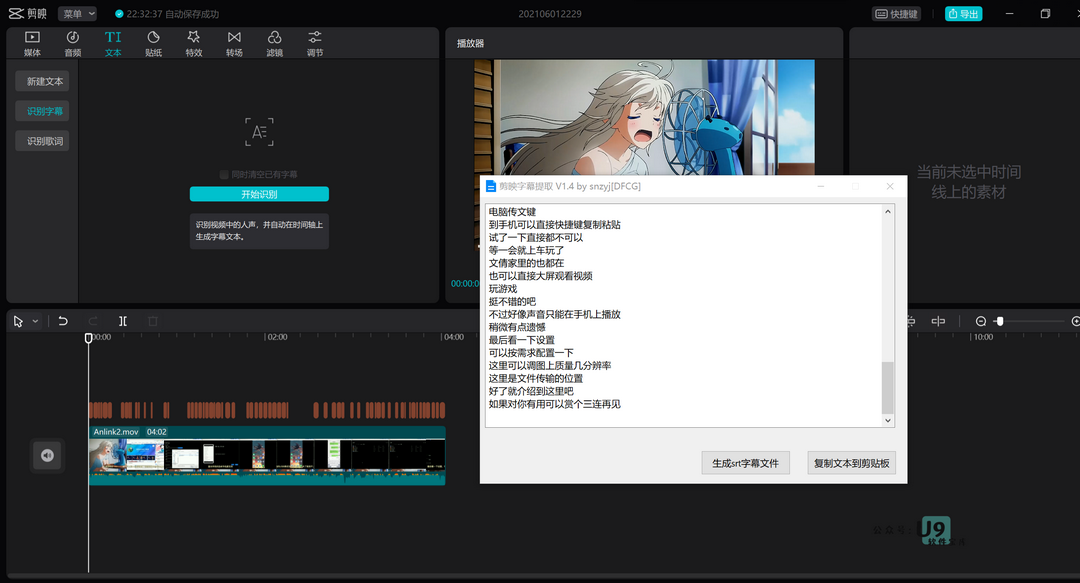 剪映
菜单
22:32:37 自动保存成功
202106012229
快捷键
导出
媒体
音频
TI
文本
贴纸
特效
转场
滤镜
调节
播放器
新建文本
识别字幕
识别歌词
同时清空已有字幕
开始识别
识别视频中的人声，并自动在时间轴上
生成字幕文本。
当前未选中时间
线上的素材
剪映字幕提取 V1.4 by snzyj[DFCG]
电脑传文键
到手机可以直接快捷键复制粘贴
试了一下直接都不可以
等一会就上车玩了
文倩家里的也都在
也可以直接大屏观看视频
玩游戏
挺不错的吧
不过好像声音只能在手机上播放
稍微有点遗憾
最后看一下设置
可以按需求配置一下
这里可以调图上质量几分辨率
这里是文件传输的位置
好了就介绍到这里吧
如果对你有用可以赏个三连再见
生成srt字幕文件
复制文本到剪贴板
00:00:0
00:00
02:00
04:00
10:00
Anlink2.mov
04:02
公众号:
U9
软件